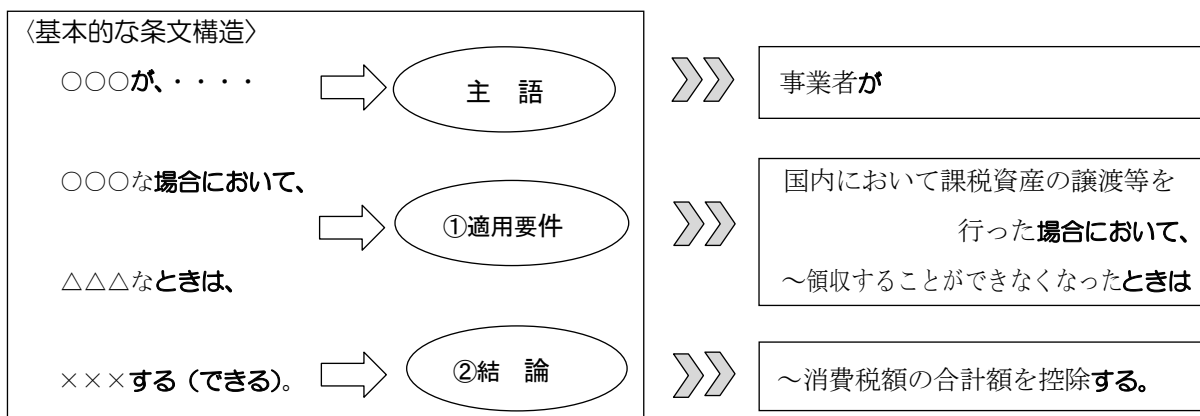 〈基本的な条文構造〉
○○○が、・・・・
主 語
事業者が
○○○な場合において、
①適用要件
国内において課税資産の譲渡等を
行った場合において、
△△△なときは、
～領収することができなくなったときは
×××する（できる）。
②結 論
～消費税額の合計額を控除する。